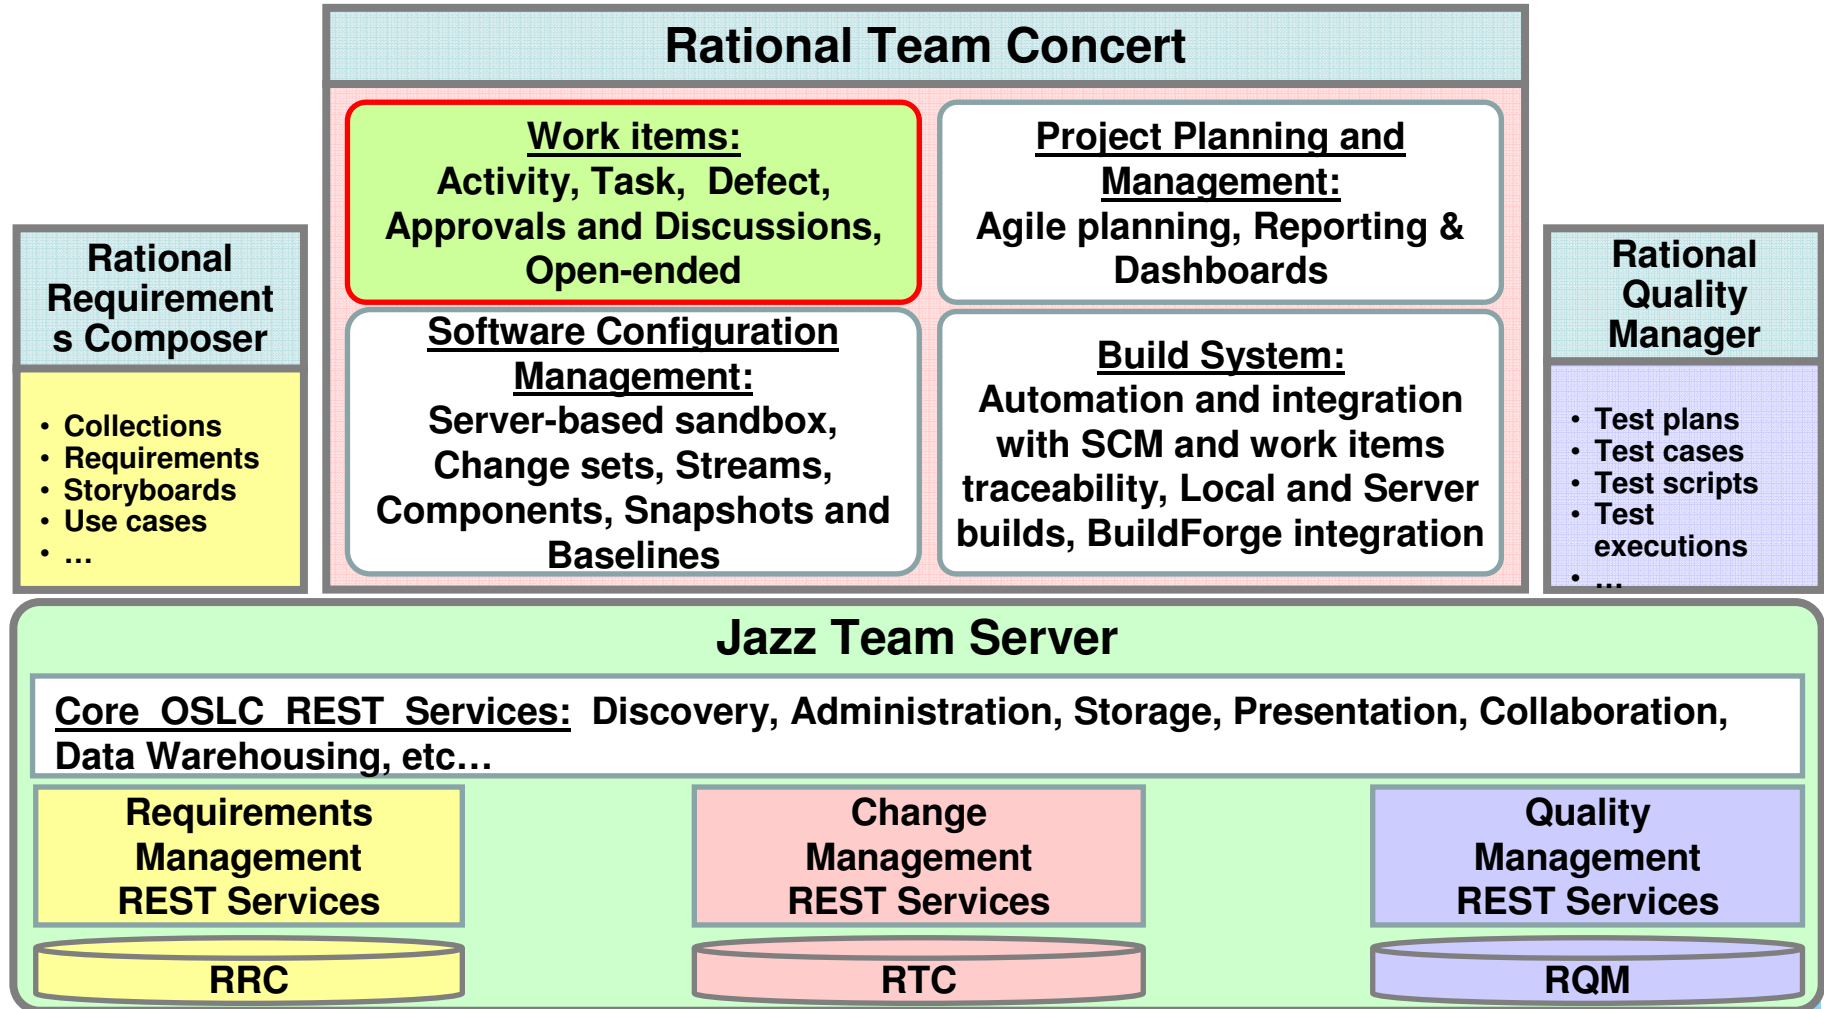 Rational Team Concert
Work items:
Activity, Task, Defect,
Approvals and Discussions,
Open-ended
Project Planning and
Management:
Agile planning, Reporting &
Dashboards
Software Configuration
Management:
Server-based sandbox,
Change sets, Streams,
Components, Snapshots and
Baselines
Build System:
Automation and integration
with SCM and work items
traceability, Local and Server
builds, BuildForge integration
Rational
Requirement
s Composer
• Collections
• Requirements
• Storyboards
• Use cases
• ...
Rational
Quality
Manager
• Test plans
• Test cases
• Test scripts
• Test
executions
• ...
Jazz Team Server
Core OSLC REST Services: Discovery, Administration, Storage, Presentation, Collaboration,
Data Warehousing, etc...
Requirements
Management
REST Services
Change
Management
REST Services
Quality
Management
REST Services
RRC
RTC
RQM